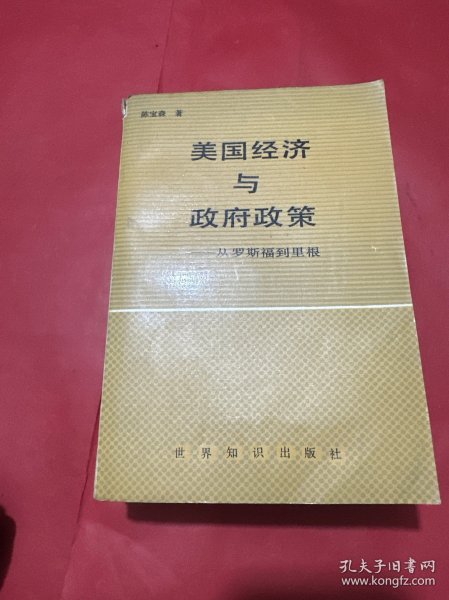 陈宝森 著
美国经济
与
政府政策
——从罗斯福到里根
世界知识出版社
孔夫子旧书网
www.kongfz.com